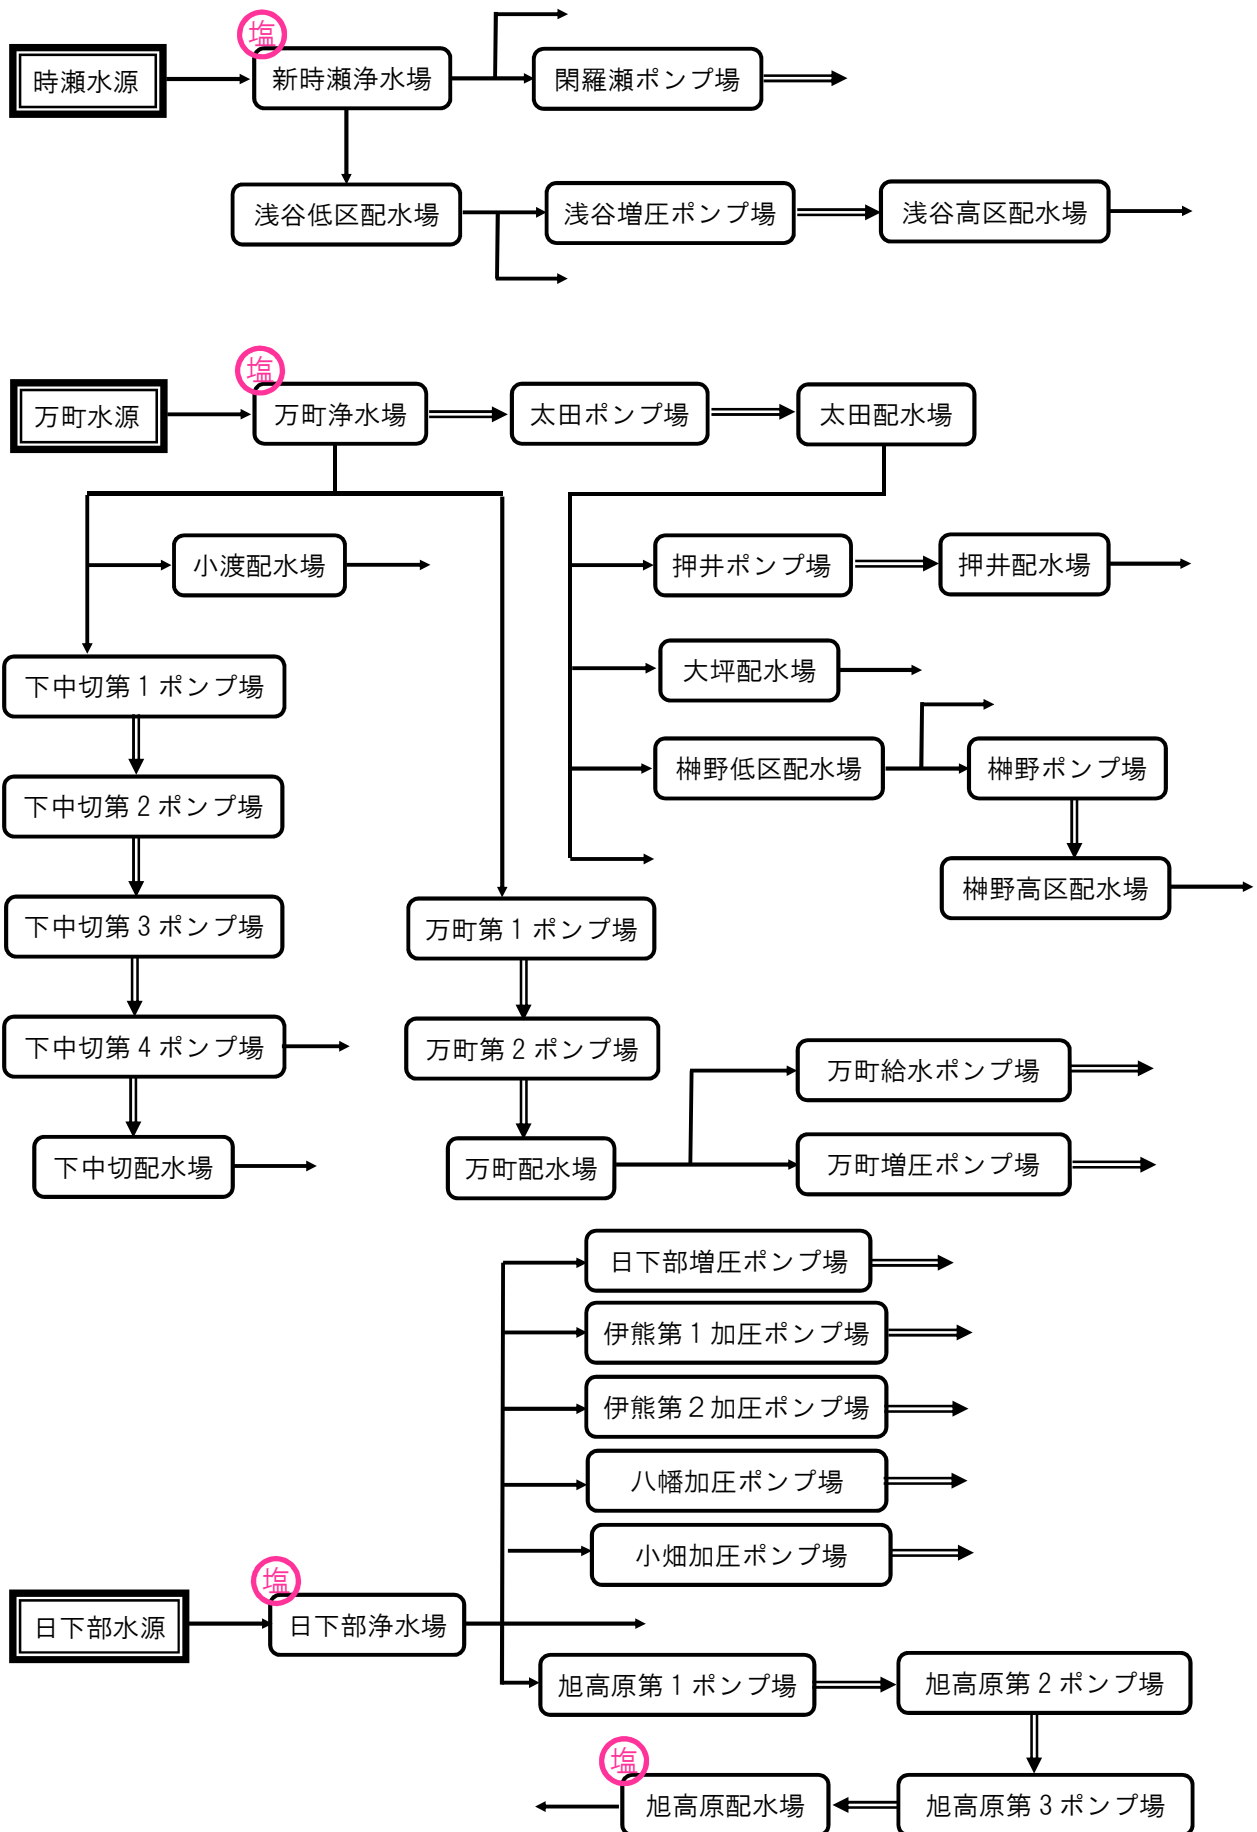 塩
時瀬水源
新時瀬浄水場
閑羅瀬ポンプ場
浅谷低区配水場
浅谷増圧ポンプ場
浅谷高区配水場
塩
万町水源
万町浄水場
太田ポンプ場
太田配水場
小渡配水場
押井ポンプ場
押井配水場
下中切第1ポンプ場
大坪配水場
下中切第2ポンプ場
榊野低区配水場
榊野ポンプ場
下中切第3ポンプ場
万町第1ポンプ場
榊野高区配水場
下中切第4ポンプ場
万町第2ポンプ場
万町給水ポンプ場
下中切配水場
万町配水場
万町増圧ポンプ場
日下部増圧ポンプ場
伊熊第1加圧ポンプ場
伊熊第2加圧ポンプ場
八幡加圧ポンプ場
小畑加圧ポンプ場
塩
日下部水源
日下部浄水場
旭高原第1ポンプ場
旭高原第2ポンプ場
塩
旭高原配水場
旭高原第3ポンプ場